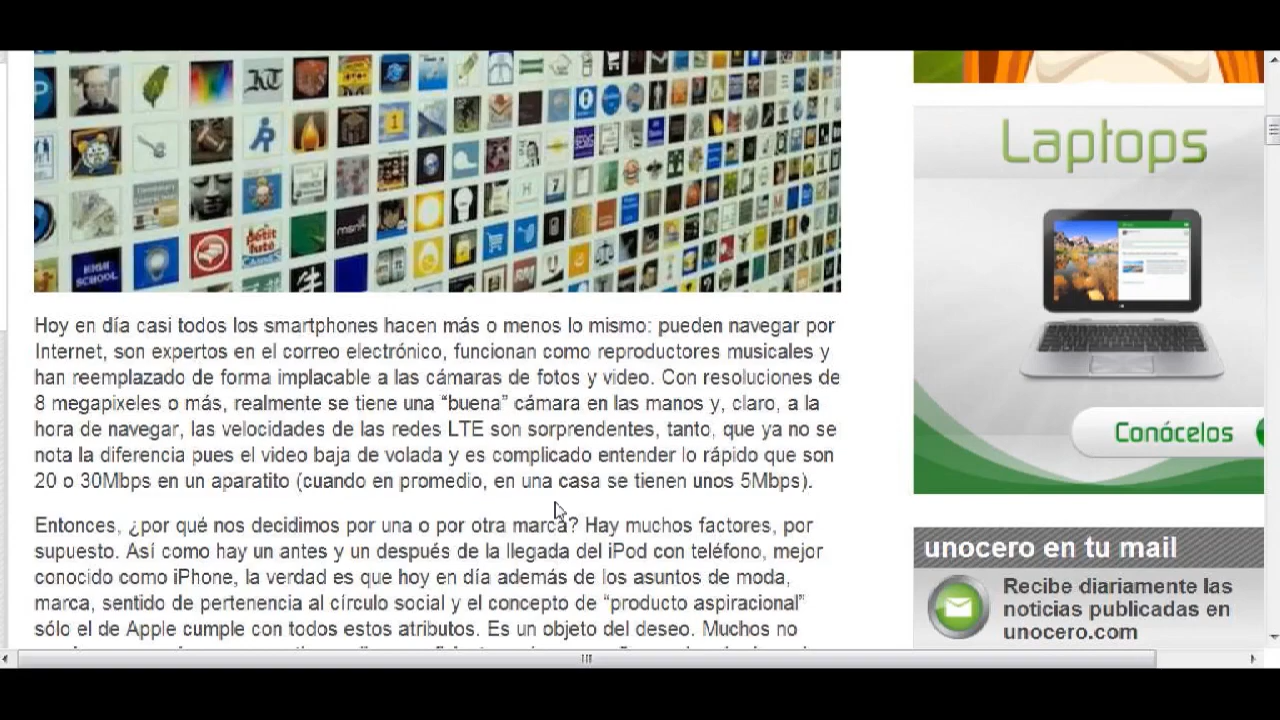 KT
1
petit
futé
msnk
HIGH
SCHOOL
7
Hoy en día casi todos los smartphones hacen más o menos lo mismo: pueden navegar por
Internet, son expertos en el correo electrónico, funcionan como reproductores musicales y
han reemplazado de forma implacable a las cámaras de fotos y video. Con resoluciones de
8 megapixeles o más, realmente se tiene una “buena” cámara en las manos y, claro, a la
hora de navegar, las velocidades de las redes LTE son sorprendentes, tanto, que ya no se
nota la diferencia pues el video baja de volada y es complicado entender lo rápido que son
20 o 30Mbps en un aparatito (cuando en promedio, en una casa se tienen unos 5Mbps).
Entonces, ¿por qué nos decidimos por una o por otra marca? Hay muchos factores, por
supuesto. Así como hay un antes y un después de la llegada del iPod con teléfono, mejor
conocido como iPhone, la verdad es que hoy en día además de los asuntos de moda,
marca, sentido de pertenencia al círculo social y el concepto de “producto aspiracional”
sólo el de Apple cumple con todos estos atributos. Es un objeto del deseo. Muchos no
Laptops
Conócelos
unocero en tu mail
Recibe diariamente las
noticias publicadas en
unocero.com